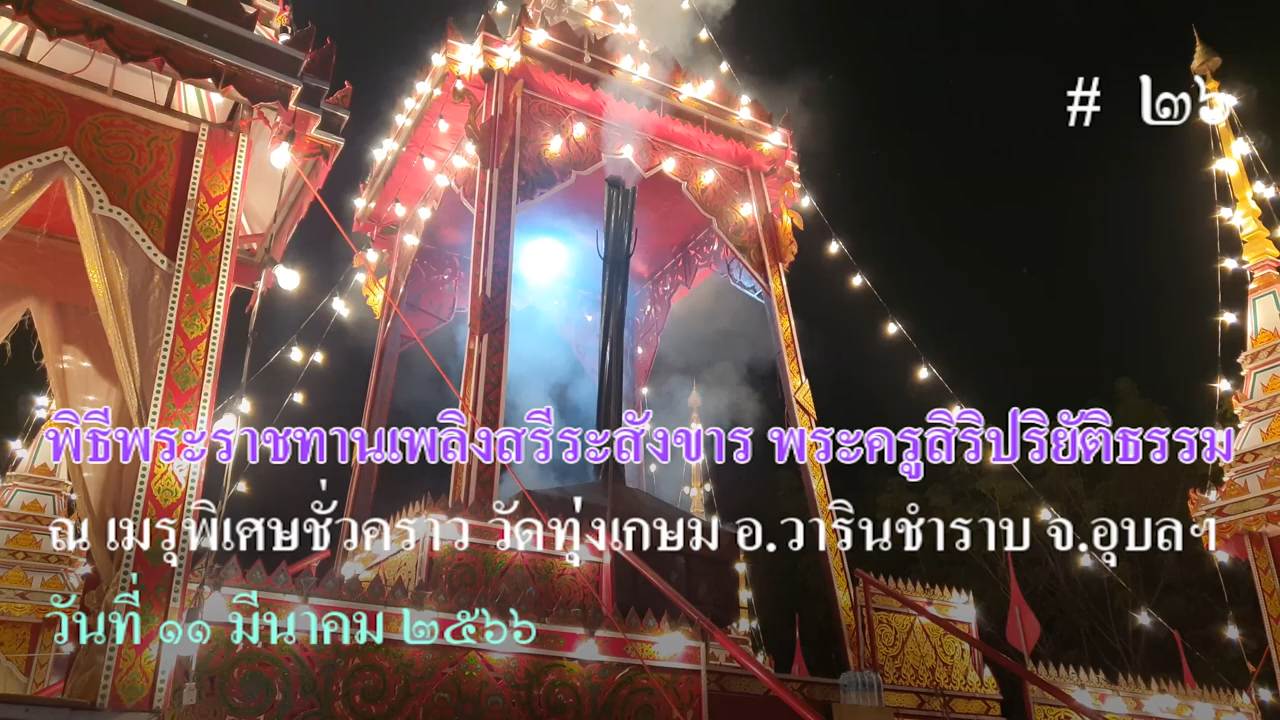 # ๒๖
พิธีพระราชทานเพลิงสรีระสังขาร พระครูสิริปริยัติธรรม
ณ เมรุพิเศษชั่วคราว วัดทุ่งเกษม อ.วารินชำราบ จ.อุบลฯ
วันที่ ๑๑ มีนาคม ๒๕๖๖